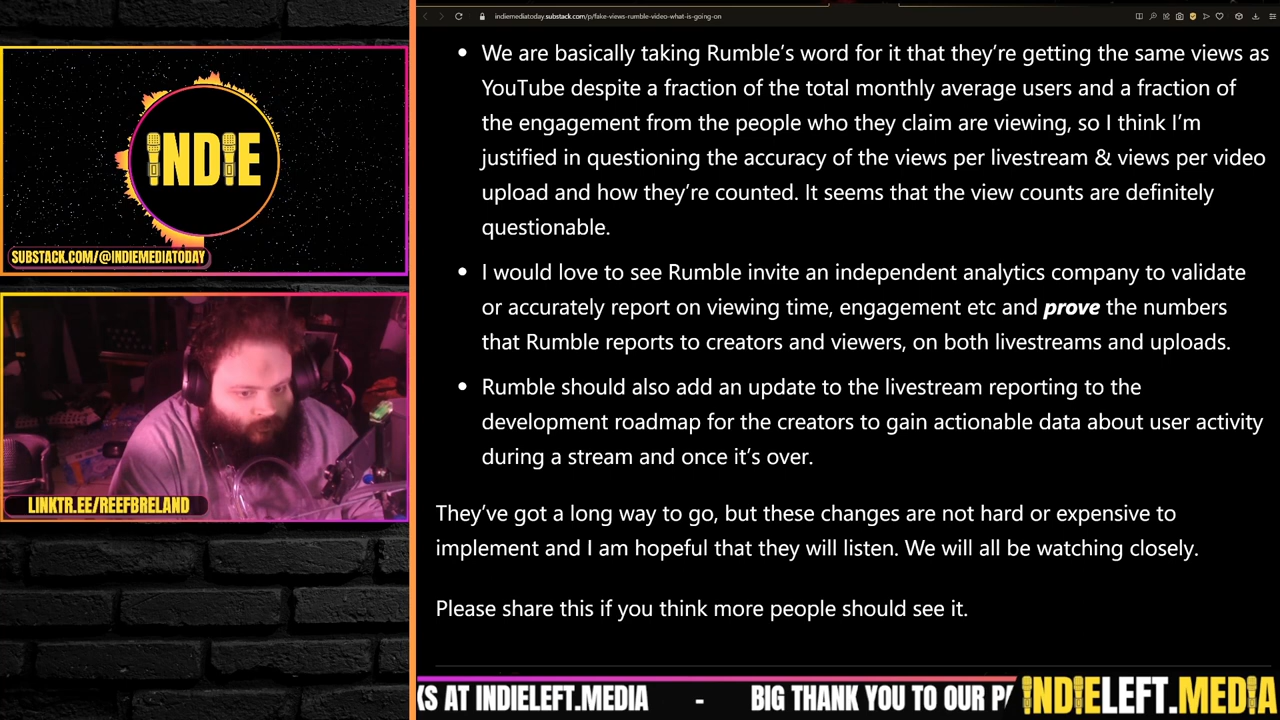 indiemediatoday.substack.com/p/fake-views-rumble-video-what-is-going-on
INDIE
SUBSTACK.COM/@INDIEMEDIATODAY
LINKTR.EE/REEFBRELAND
• We are basically taking Rumble’s word for it that they’re getting the same views as
YouTube despite a fraction of the total monthly average users and a fraction of
the engagement from the people who they claim are viewing, so I think I’m
justified in questioning the accuracy of the views per livestream & views per video
upload and how they’re counted. It seems that the view counts are definitely
questionable.
• I would love to see Rumble invite an independent analytics company to validate
or accurately report on viewing time, engagement etc and prove the numbers
that Rumble reports to creators and viewers, on both livestreams and uploads.
• Rumble should also add an update to the livestream reporting to the
development roadmap for the creators to gain actionable data about user activity
during a stream and once it’s over.
They’ve got a long way to go, but these changes are not hard or expensive to
implement and I am hopeful that they will listen. We will all be watching closely.
Please share this if you think more people should see it.
KS AT INDIELEFT.MEDIA - BIG THANK YOU TO OUR
INDIELEFT.MEDIA